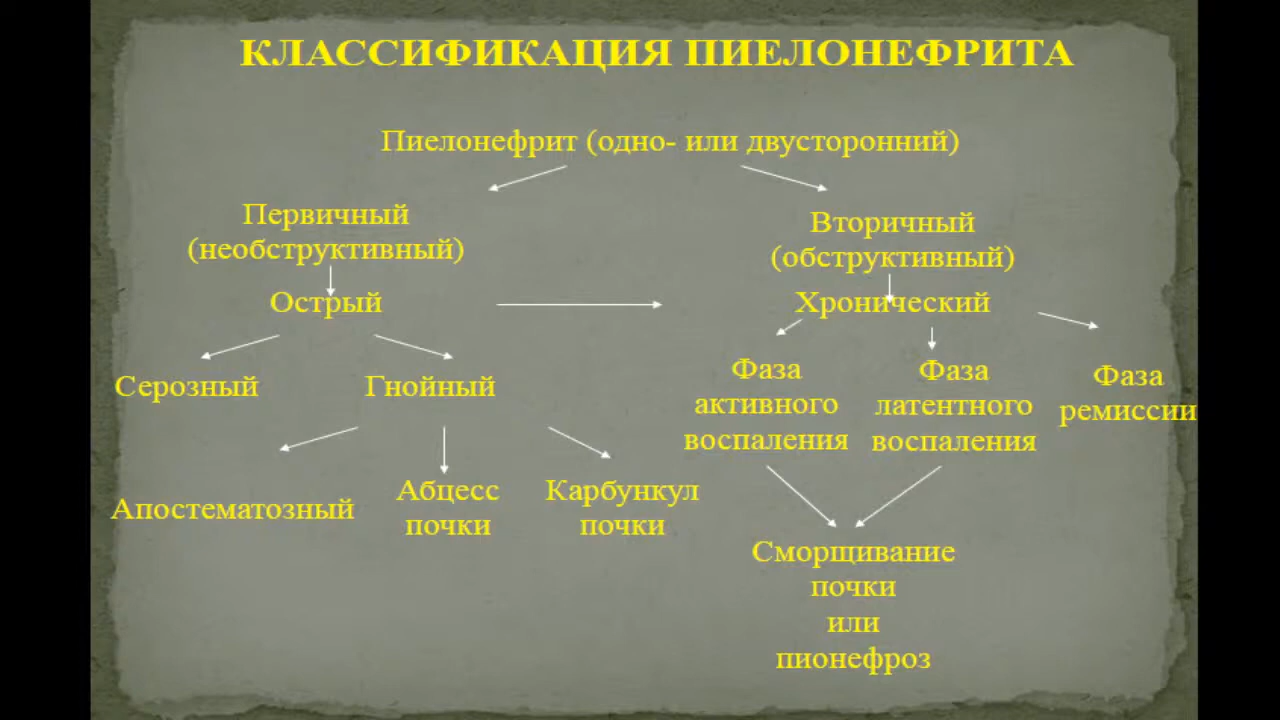 КЛАССИФИКАЦИЯ ПИЕЛОНЕФРИТА
Пиелонефрит (одно- или двусторонний)
Первичный
(необструктивный)
Вторичный
(обструктивный)
Острый
Хронический
Серозный
Гнойный
Фаза
активного
воспаления
Фаза
латентного
воспаления
Фаза
ремиссии
Апостематозный
Абцесс
почки
Карбункул
почки
Сморщивание
почки
или
пионефроз